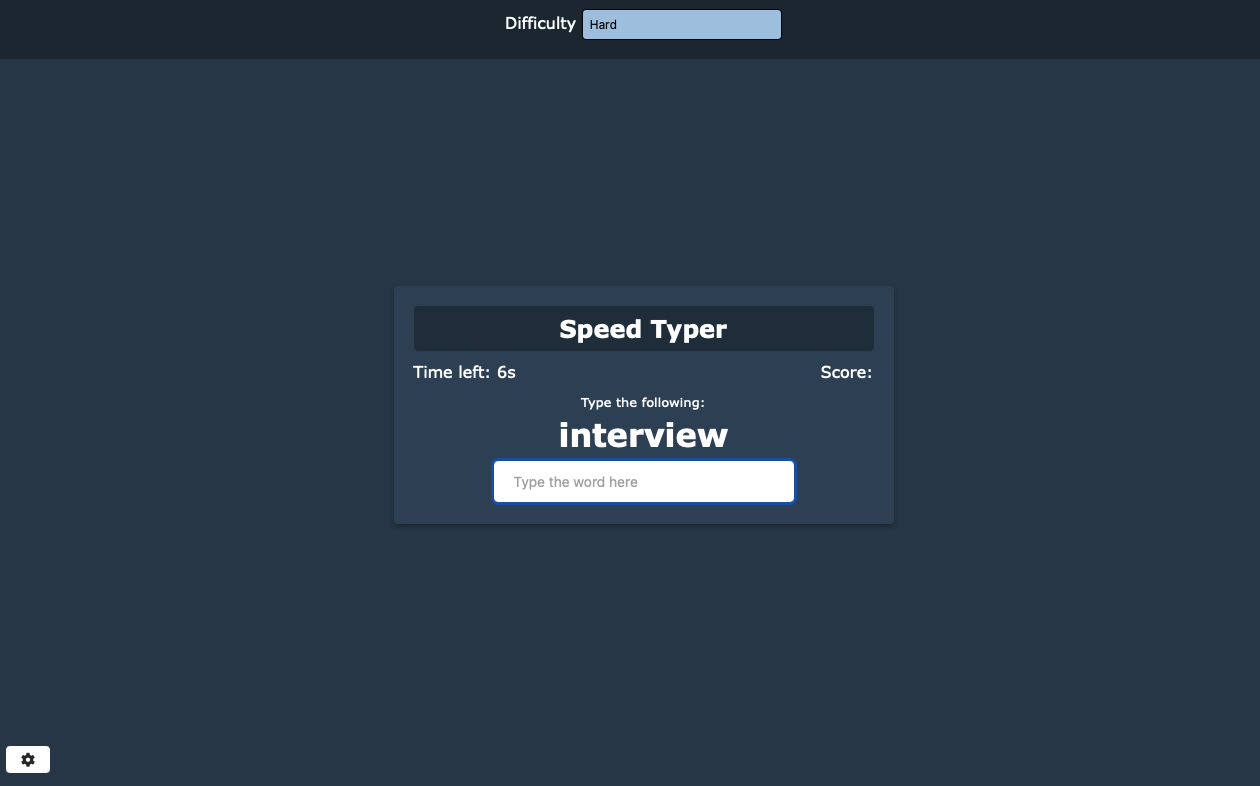 Difficulty Hard
Speed Typer
Time left: 6s Score:
Type the following:
interview
Type the word here